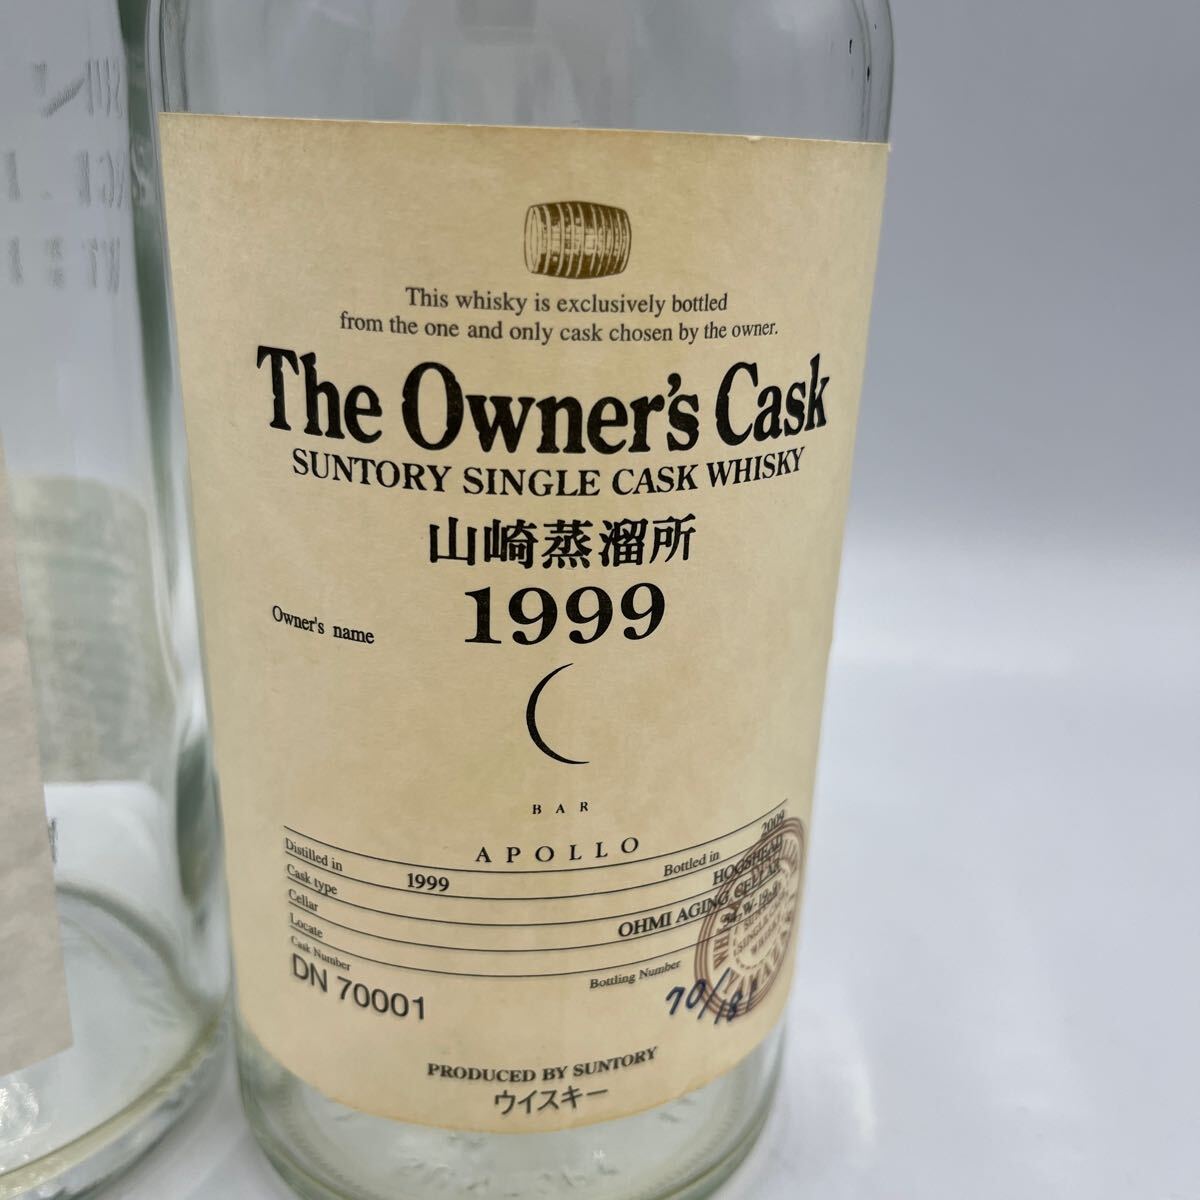 This whisky is exclusively bottled
from the one and only cask chosen by the owner.
The Owner's Cask
SUNTORY SINGLE CASK WHISKY
山崎蒸溜所
1999
Owner's name
BAR
APOLLO
Distilled in 1999 Bottled in 2009
Cask type HOGSHEAD
Cellar OHMI AGING CELLAR
Locate
Cask Number DN 70001 Bottling Number 70/181
PRODUCED BY SUNTORY
ウイスキー